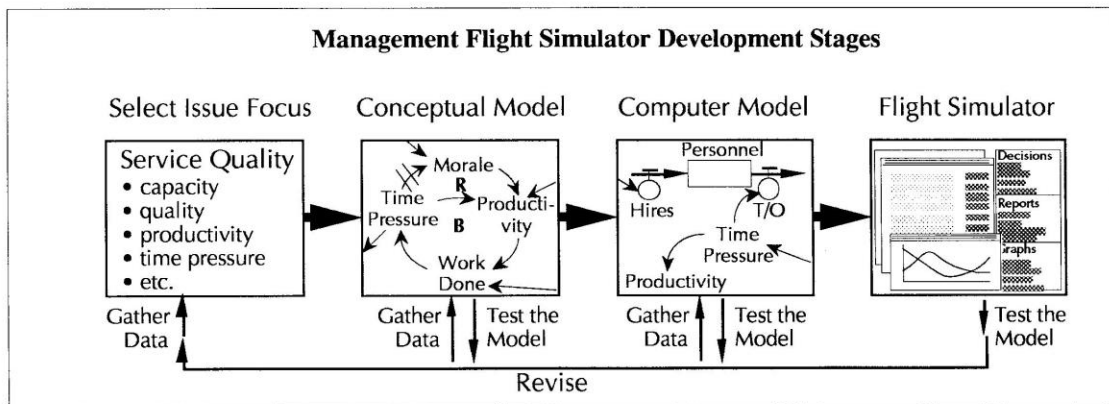 Management Flight Simulator Development Stages
Select Issue Focus
Conceptual Model
Computer Model
Flight Simulator
Service Quality
• capacity
• quality
• productivity
• time pressure
• etc.
Morale
R
Time
Pressure
Producti-
vity
B
Work
Done
Personnel
Hires
T/O
Time
Pressure
Productivity
Decisions
Reports
Graphs
Gather
Data
Gather
Data
Test the
Model
Gather
Data
Test the
Model
Test the
Model
Revise